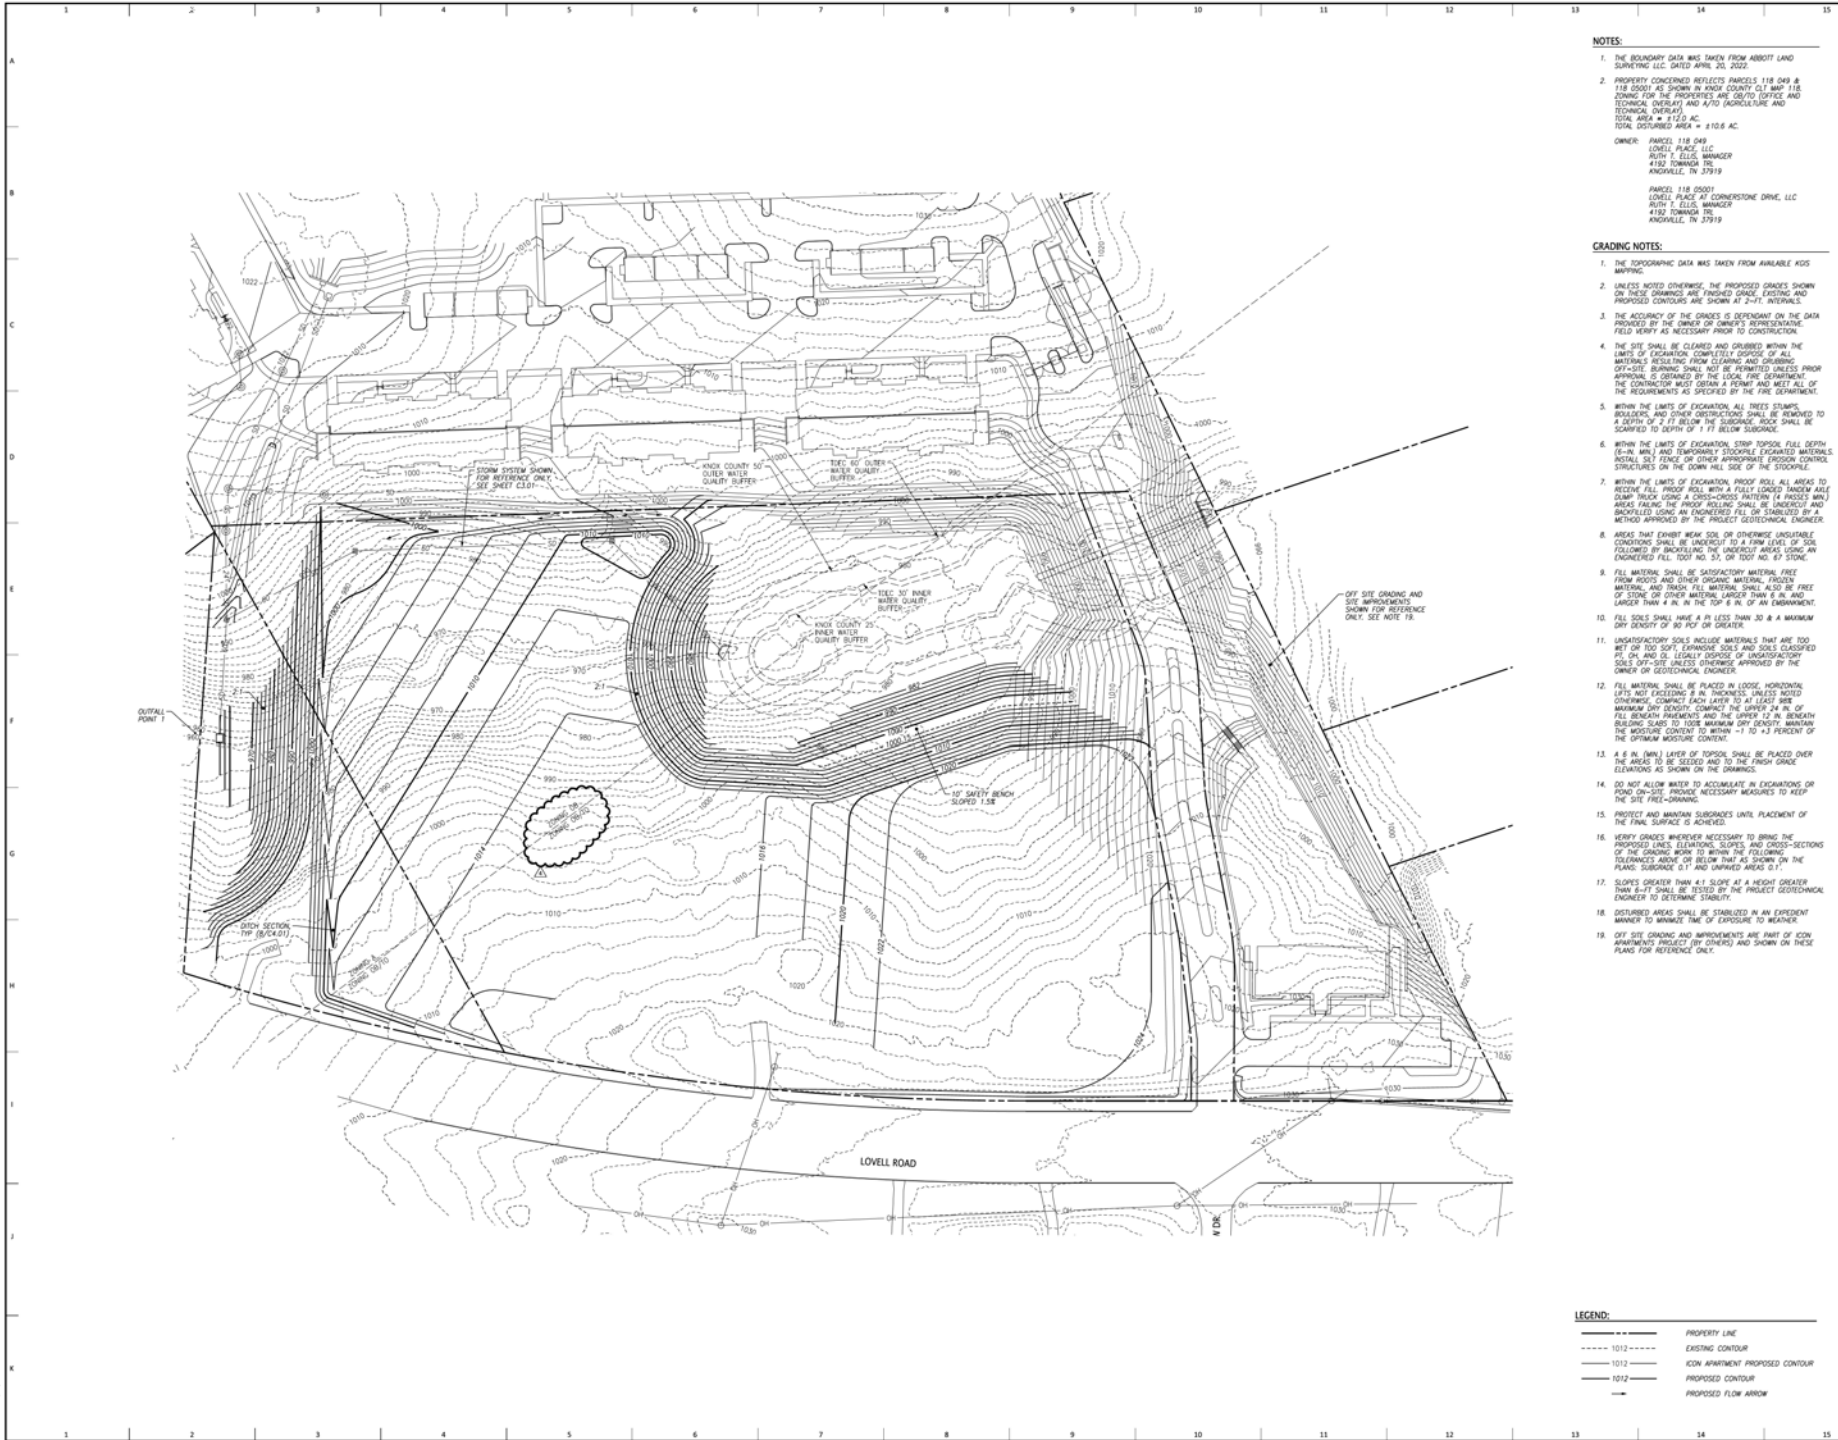 NOTES:
1. THE BOUNDARY DATA WAS TAKEN FROM ABBOTT LAND
SURVEYING LLC. DATED APRIL 20, 2022.
2. PROPERTY CONCERNED REFLECTS PARCELS 118 049 &
118 05001 AS SHOWN IN KNOX COUNTY CLT MAP 118.
ZONING FOR THE PROPERTIES ARE OB/TO (OFFICE AND
TECHNICAL OVERLAY) AND A/TO (AGRICULTURE AND
TECHNICAL OVERLAY).
TOTAL AREA = ±12.0 AC.
TOTAL DISTURBED AREA = ±10.6 AC.
OWNER: PARCEL 118 049
LOVELL PLACE, LLC
RUTH T. ELLIS, MANAGER
4192 TOWANDA TRL
KNOXVILLE, TN 37919
PARCEL 118 05001
LOVELL PLACE AT CORNERSTONE DRIVE, LLC
RUTH T. ELLIS, MANAGER
4192 TOWANDA TRL
KNOXVILLE, TN 37919
GRADING NOTES:
1. THE TOPOGRAPHIC DATA WAS TAKEN FROM AVAILABLE KGIS
MAPPING.
2. UNLESS NOTED OTHERWISE, THE PROPOSED GRADES SHOWN
ON THESE DRAWINGS ARE FINISHED GRADE. EXISTING AND
PROPOSED CONTOURS ARE SHOWN AT 2-FT. INTERVALS.
3. THE ACCURACY OF THE GRADES IS DEPENDANT ON THE DATA
PROVIDED BY THE OWNER OR OWNER'S REPRESENTATIVE.
FIELD VERIFY AS NECESSARY PRIOR TO CONSTRUCTION.
4. THE SITE SHALL BE CLEARED AND GRUBBED WITHIN THE
LIMITS OF EXCAVATION. COMPLETELY DISPOSE OF ALL
MATERIALS RESULTING FROM CLEARING AND GRUBBING
OFF-SITE. BURNING SHALL NOT BE PERMITTED UNLESS PRIOR
APPROVAL IS OBTAINED BY THE LOCAL FIRE DEPARTMENT.
THE CONTRACTOR MUST OBTAIN A PERMIT AND MEET ALL OF
THE REQUIREMENTS AS SPECIFIED BY THE FIRE DEPARTMENT.
5. WITHIN THE LIMITS OF EXCAVATION, ALL TREES STUMPS,
BOULDERS, AND OTHER OBSTRUCTIONS SHALL BE REMOVED TO
A DEPTH OF 2 FT BELOW THE SUBGRADE. ROCK SHALL BE
SCARIFIED TO DEPTH OF 1 FT BELOW SUBGRADE.
6. WITHIN THE LIMITS OF EXCAVATION, STRIP TOPSOIL FULL DEPTH
(6-IN. MIN.) AND TEMPORARILY STOCKPILE EXCAVATED MATERIALS.
INSTALL SILT FENCE OR OTHER APPROPRIATE EROSION CONTROL
STRUCTURES ON THE DOWN HILL SIDE OF THE STOCKPILE.
7. WITHIN THE LIMITS OF EXCAVATION, PROOF ROLL ALL AREAS TO
RECEIVE FILL. PROOF ROLL WITH A FULLY LOADED TANDEM AXLE
DUMP TRUCK USING A CRISS-CROSS PATTERN (4 PASSES MIN.)
AREAS FAILING THE PROOF ROLLING SHALL BE UNDERCUT AND
BACKFILLED USING AN ENGINEERED FILL OR STABILIZED BY A
METHOD APPROVED BY THE PROJECT GEOTECHNICAL ENGINEER.
8. AREAS THAT EXHIBIT WEAK SOIL OR OTHERWISE UNSUITABLE
CONDITIONS SHALL BE UNDERCUT TO A FIRM LEVEL OF SOIL
FOLLOWED BY BACKFILLING THE UNDERCUT AREAS USING AN
ENGINEERED FILL, TDOT NO. 57, OR TDOT NO. 67 STONE.
9. FILL MATERIAL SHALL BE SATISFACTORY MATERIAL FREE
FROM ROOTS AND OTHER ORGANIC MATERIAL, FROZEN
MATERIAL, AND TRASH. FILL MATERIAL SHALL ALSO BE FREE
OF STONE OR OTHER MATERIAL LARGER THAN 6 IN. AND
LARGER THAN 4 IN. IN THE TOP 6 IN. OF AN EMBANKMENT.
10. FILL SOILS SHALL HAVE A PI LESS THAN 30 & A MAXIMUM
DRY DENSITY OF 90 PCF OR GREATER.
11. UNSATISFACTORY SOILS INCLUDE MATERIALS THAT ARE TOO
WET OR TOO SOFT, EXPANSIVE SOILS AND SOILS CLASSIFIED
PT, OH, AND OL. LEGALLY DISPOSE OF UNSATISFACTORY
SOILS OFF-SITE UNLESS OTHERWISE APPROVED BY THE
OWNER OR GEOTECHNICAL ENGINEER.
12. FILL MATERIAL SHALL BE PLACED IN LOOSE, HORIZONTAL
LIFTS NOT EXCEEDING 8 IN. THICKNESS. UNLESS NOTED
OTHERWISE, COMPACT EACH LAYER TO AT LEAST 98%
MAXIMUM DRY DENSITY. COMPACT THE UPPER 24 IN. OF
FILL BENEATH PAVEMENTS AND THE UPPER 12 IN. BENEATH
BUILDING SLABS TO 100% MAXIMUM DRY DENSITY. MAINTAIN
THE MOISTURE CONTENT TO WITHIN -1 TO +3 PERCENT OF
THE OPTIMUM MOISTURE CONTENT.
13. A 6 IN. (MIN.) LAYER OF TOPSOIL SHALL BE PLACED OVER
THE AREAS TO BE SEEDED AND TO THE FINISH GRADE
ELEVATIONS AS SHOWN ON THE DRAWINGS.
14. DO NOT ALLOW WATER TO ACCUMULATE IN EXCAVATIONS OR
POND ON-SITE. PROVIDE NECESSARY MEASURES TO KEEP
THE SITE FREE-DRAINING.
15. PROTECT AND MAINTAIN SUBGRADES UNTIL PLACEMENT OF
THE FINAL SURFACE IS ACHIEVED.
16. VERIFY GRADES WHEREVER NECESSARY TO BRING THE
PROPOSED LINES, ELEVATIONS, SLOPES, AND CROSS-SECTIONS
OF THE GRADING WORK TO WITHIN THE FOLLOWING
TOLERANCES ABOVE OR BELOW THAT AS SHOWN ON THE
PLANS: SUBGRADE 0.1' AND UNPAVED AREAS 0.1'.
17. SLOPES GREATER THAN 4:1 SLOPE AT A HEIGHT GREATER
THAN 6-FT SHALL BE TESTED BY THE PROJECT GEOTECHNICAL
ENGINEER TO DETERMINE STABILITY.
18. DISTURBED AREAS SHALL BE STABILIZED IN AN EXPEDIENT
MANNER TO MINIMIZE TIME OF EXPOSURE TO WEATHER.
19. OFF SITE GRADING AND IMPROVEMENTS ARE PART OF ICON
APARTMENTS PROJECT (BY OTHERS) AND SHOWN ON THESE
PLANS FOR REFERENCE ONLY.
STORM SYSTEM SHOWN
FOR REFERENCE ONLY,
SEE SHEET C3.01
KNOX COUNTY 50'
OUTER WATER
QUALITY BUFFER
TDEC 60' OUTER
WATER QUALITY
BUFFER
TDEC 30' INNER
WATER QUALITY
BUFFER
KNOX COUNTY 25'
INNER WATER
QUALITY BUFFER
OFF SITE GRADING AND
SITE IMPROVEMENTS
SHOWN FOR REFERENCE
ONLY. SEE NOTE 19.
OUTFALL
POINT 1
2:1
10' SAFETY BENCH
SLOPED 1.5%
ZONING OB
ZONING OB/TO
DITCH SECTION,
TYP (B/C4.01)
ZONING A
ZONING OB/TO
LOVELL ROAD
N DR.
LEGEND:
PROPERTY LINE
1012 EXISTING CONTOUR
1012 ICON APARTMENT PROPOSED CONTOUR
1012 PROPOSED CONTOUR
PROPOSED FLOW ARROW